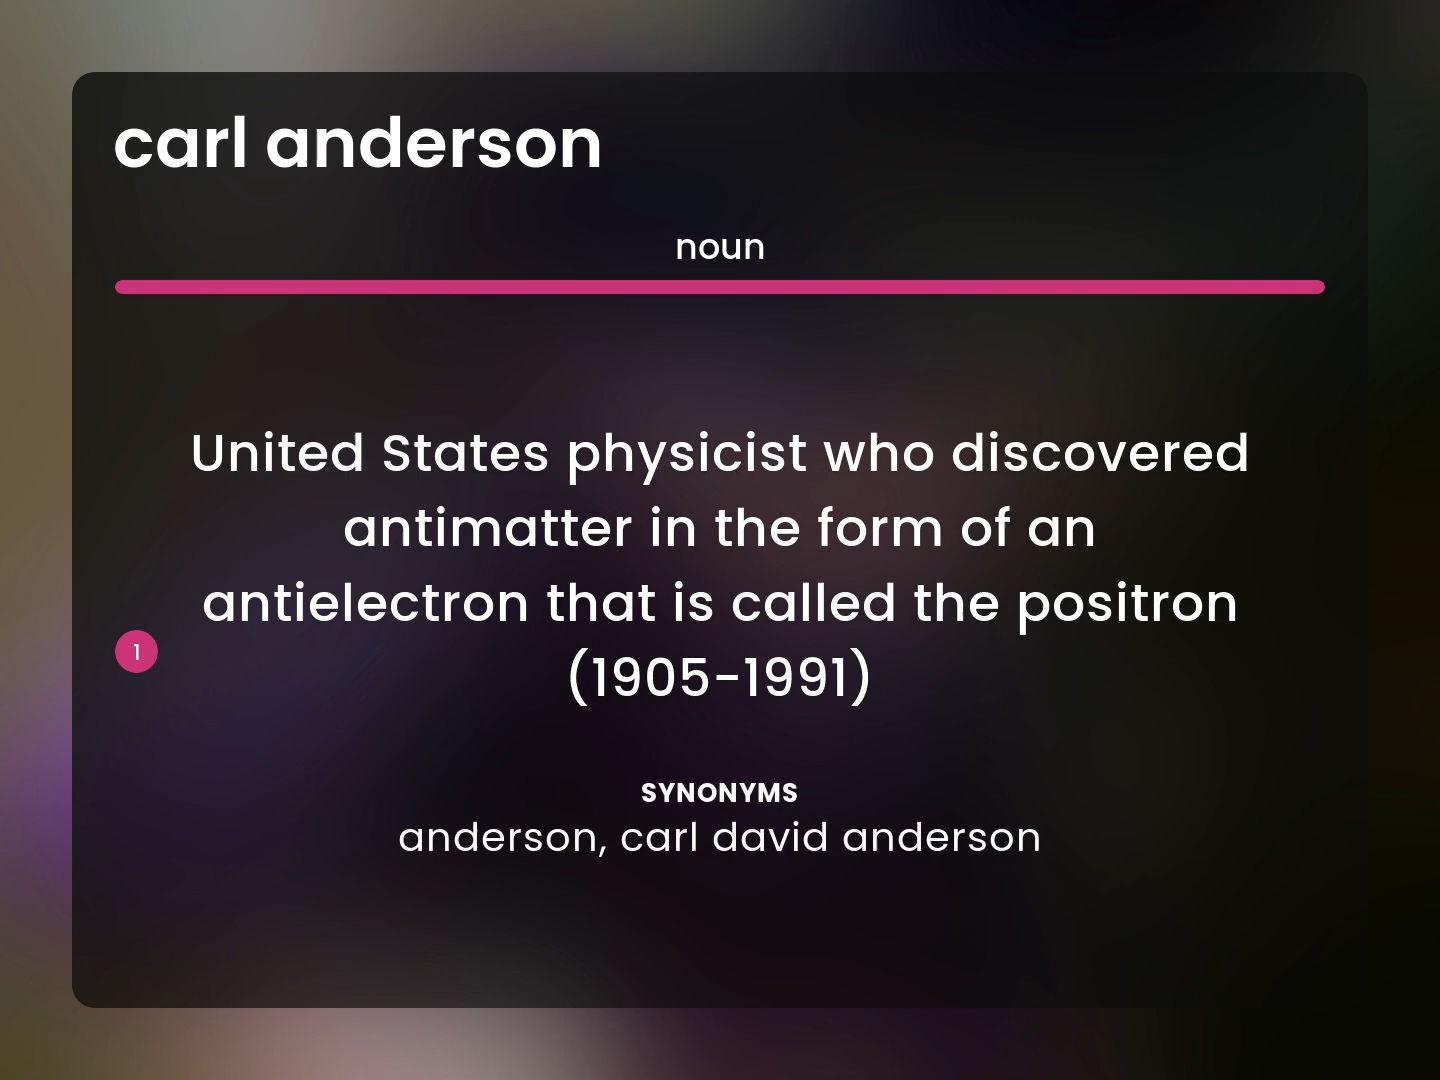 carl anderson
noun
United States physicist who discovered
antimatter in the form of an
antielectron that is called the positron
1
(1905-1991)
SYNONYMS
anderson, carl david anderson